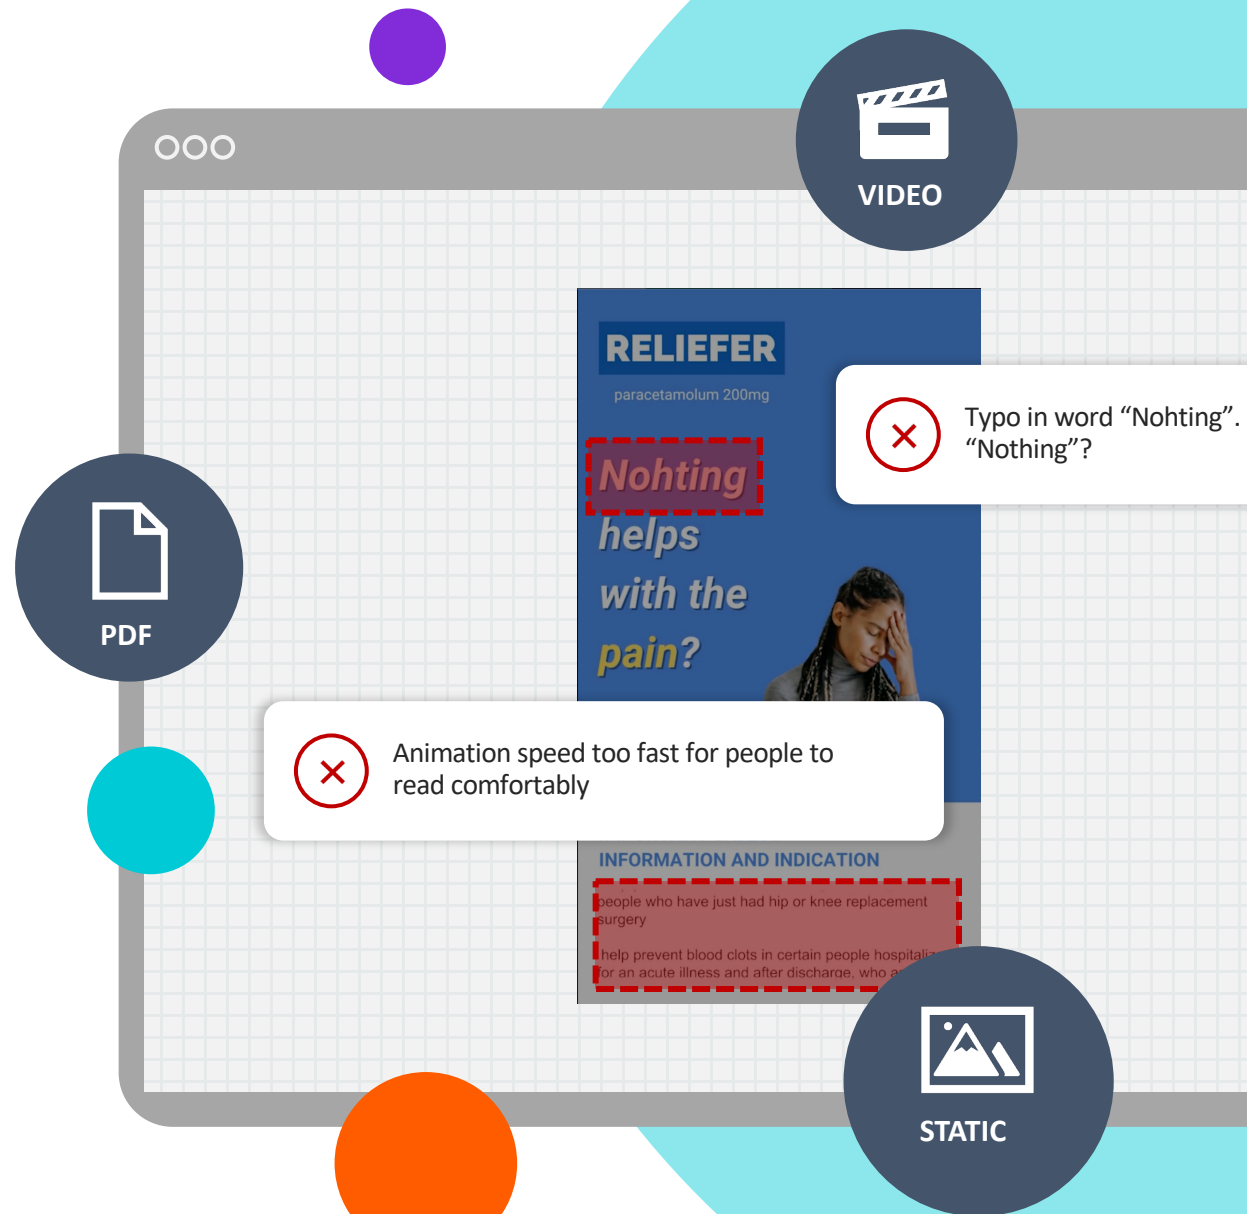 VIDEO
RELIEFER
paracetamolum 200mg
Typo in word “Nohting”.
“Nothing”?
Nohting
helps
with the
pain?
PDF
Animation speed too fast for people to
read comfortably
INFORMATION AND INDICATION
people who have just had hip or knee replacement
surgery
help prevent blood clots in certain people
for an acute illness and after discharge, who
STATIC